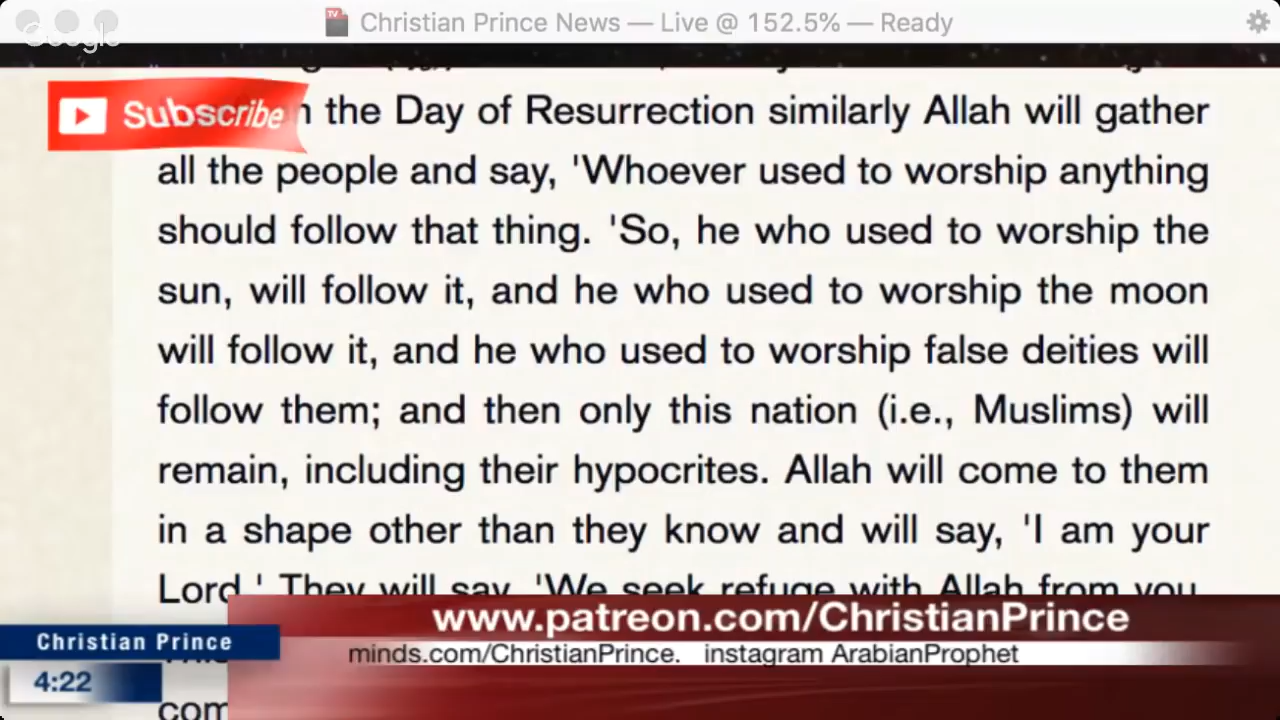 Christian Prince News — Live @ 152.5% — Ready
Google
Subscribe
the Day of Resurrection similarly Allah will gather
all the people and say, 'Whoever used to worship anything
should follow that thing. 'So, he who used to worship the
sun, will follow it, and he who used to worship the moon
will follow it, and he who used to worship false deities will
follow them; and then only this nation (i.e., Muslims) will
remain, including their hypocrites. Allah will come to them
in a shape other than they know and will say, 'I am your
Lord.' They will say, 'We seek refuge with Allah from you.
www.patreon.com/ChristianPrince
Christian Prince
minds.com/ChristianPrince. instagram ArabianProphet
4:22